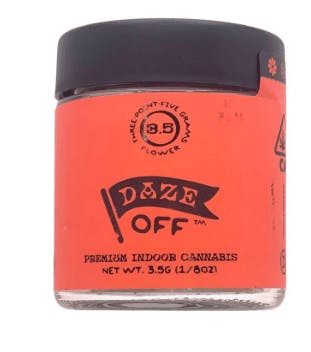 THREE-POINT-FIVE GRAMS
3.5
FLOWER
DAZE
OFF™
PREMIUM INDOOR CANNABIS
NET WT. 3.5G (1/8OZ)